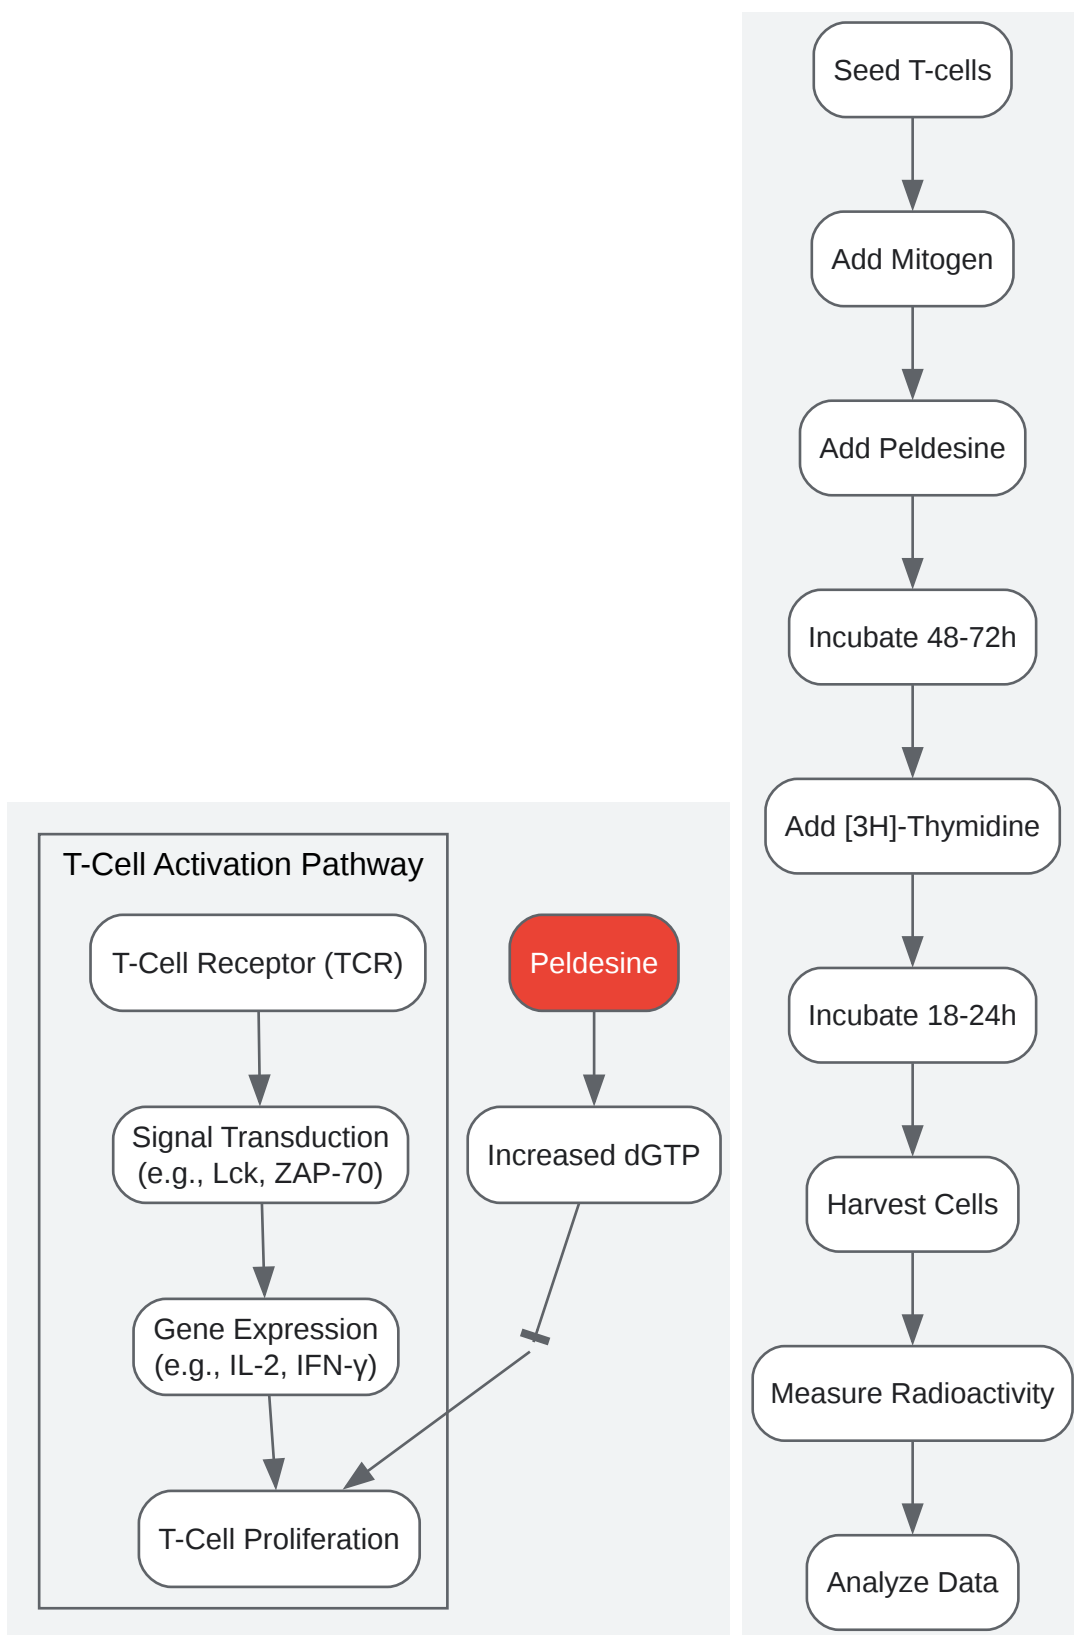 T-Cell Activation Pathway
T-Cell Receptor (TCR)
Signal Transduction
(e.g., Lck, ZAP-70)
Gene Expression
(e.g., IL-2, IFN-γ)
T-Cell Proliferation
Peldesine
Increased dGTP
Seed T-cells
Add Mitogen
Add Peldesine
Incubate 48-72h
Add [3H]-Thymidine
Incubate 18-24h
Harvest Cells
Measure Radioactivity
Analyze Data